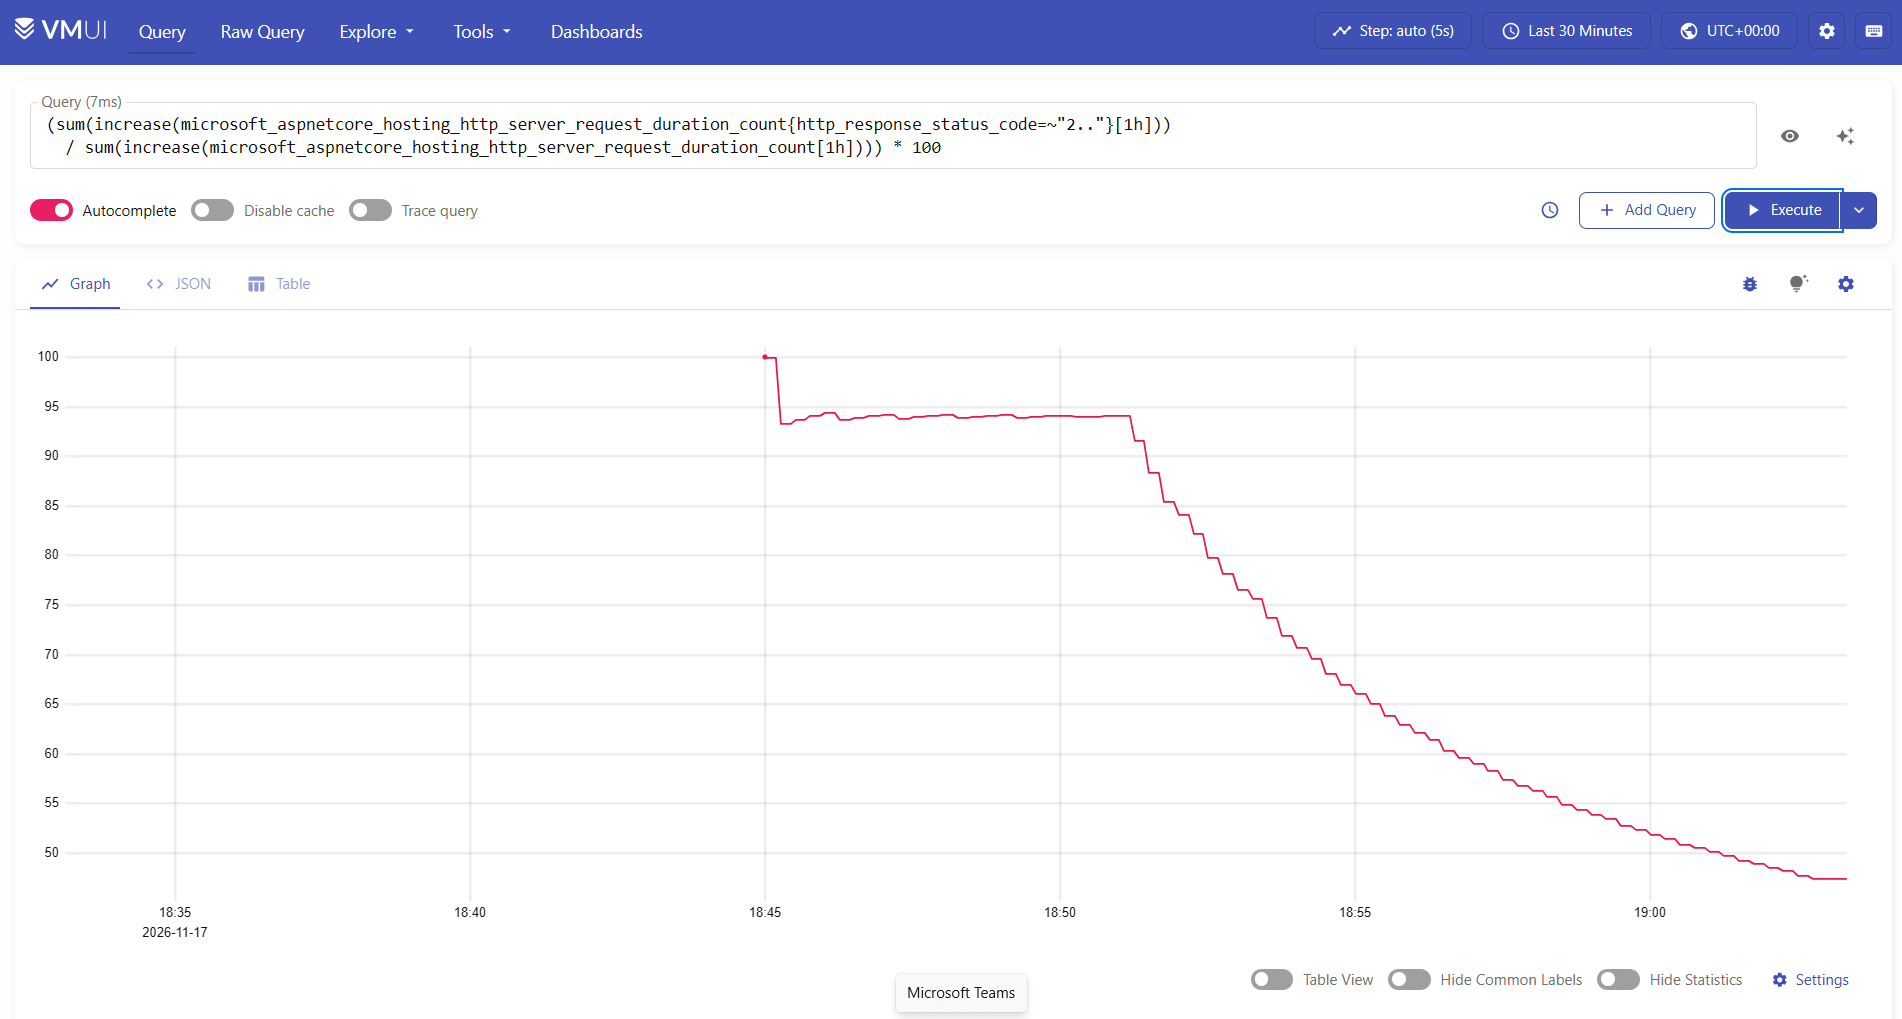 VMUI
Query
Raw Query
Explore
Tools
Dashboards
Step: auto (5s)
Last 30 Minutes
UTC+00:00
Query (7ms)
(sum(increase(microsoft_aspnetcore_hosting_http_server_request_duration_count{http_response_status_code=~"2.."}[1h]))
/ sum(increase(microsoft_aspnetcore_hosting_http_server_request_duration_count[1h]))) * 100
Autocomplete
Disable cache
Trace query
Add Query
Execute
Graph
JSON
Table
100
95
90
85
80
75
70
65
60
55
50
18:35
18:40
18:45
18:50
18:55
19:00
2026-11-17
Table View
Hide Common Labels
Hide Statistics
Settings
Microsoft Teams